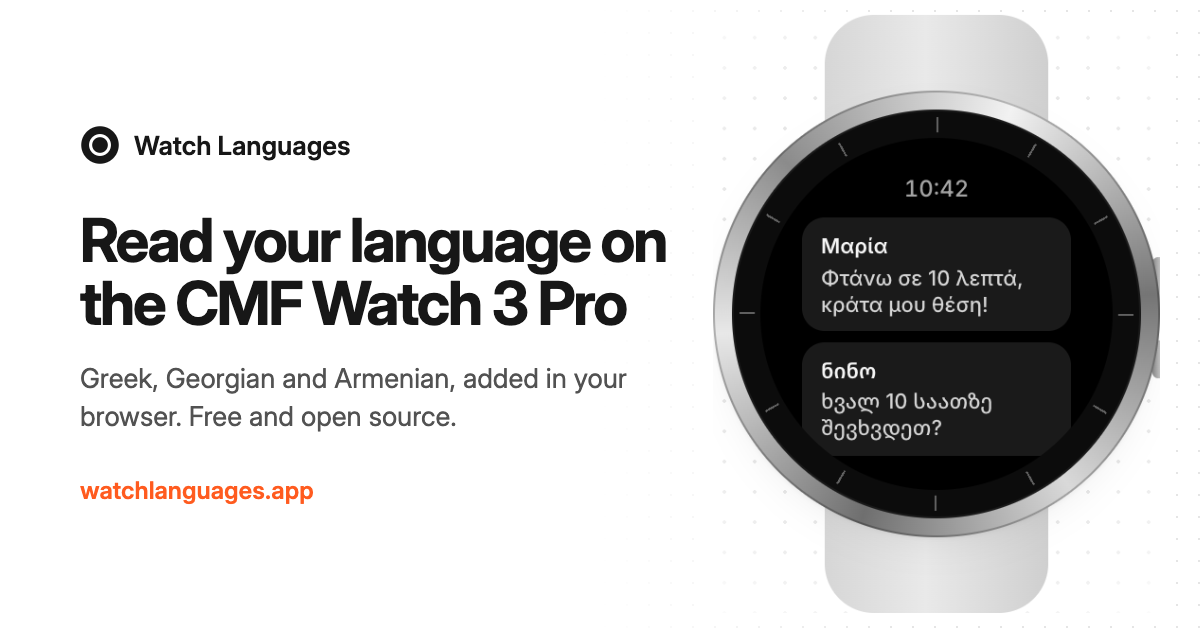 Watch Languages
Read your language on
the CMF Watch 3 Pro
Greek, Georgian and Armenian, added in your
browser. Free and open source.
watchlanguages.app
10:42
Μαρία
Φτάνω σε 10 λεπτά,
κράτα μου θέση!
ნინო
ხვალ 10 საათზე
შევხვდეთ?